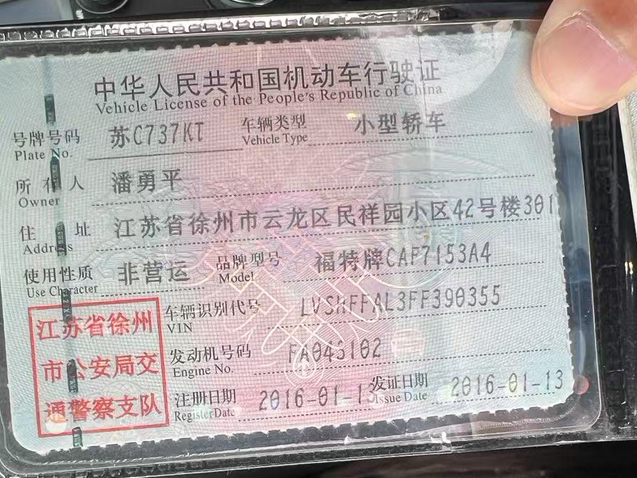 中华人民共和国机动车行驶证
Vehicle License of the People's Republic of China
号牌号码 苏C737KT 车辆类型 小型轿车
Plate No. Vehicle Type
所有人 潘勇平
Owner
住址 江苏省徐州市云龙区民祥园小区42号楼301
Address
使用性质 非营运 品牌型号 福特牌CAF7153A4
Use Character Model
车辆识别代号 LVSHFFAL3FF390355
VIN
发动机号码 FA043102
Engine No.
注册日期 2016-01-13 发证日期 2016-01-13
Register Date Issue Date
江苏省徐州
市公安局交
通警察支队